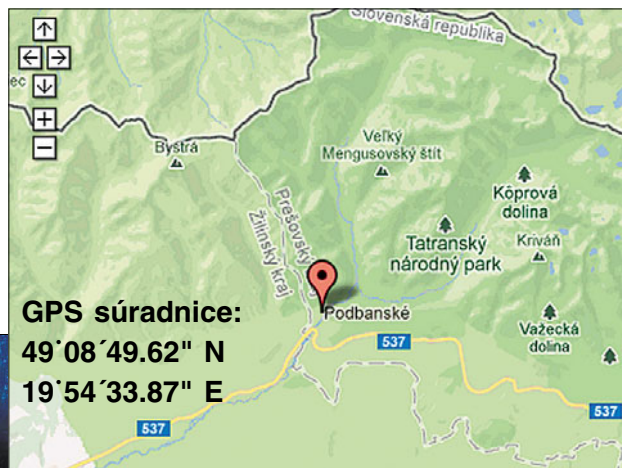 Slovenská republika
ec
Bystrá
Veľký
Mengusovský štít
Kôprová
dolina
Kriváň
Tatranský
národný park
Prešovský
Žilinský kraj
Podbanské
Važecká
dolina
GPS súradnice:
49°08´49.62" N
19°54´33.87" E
537
537
537